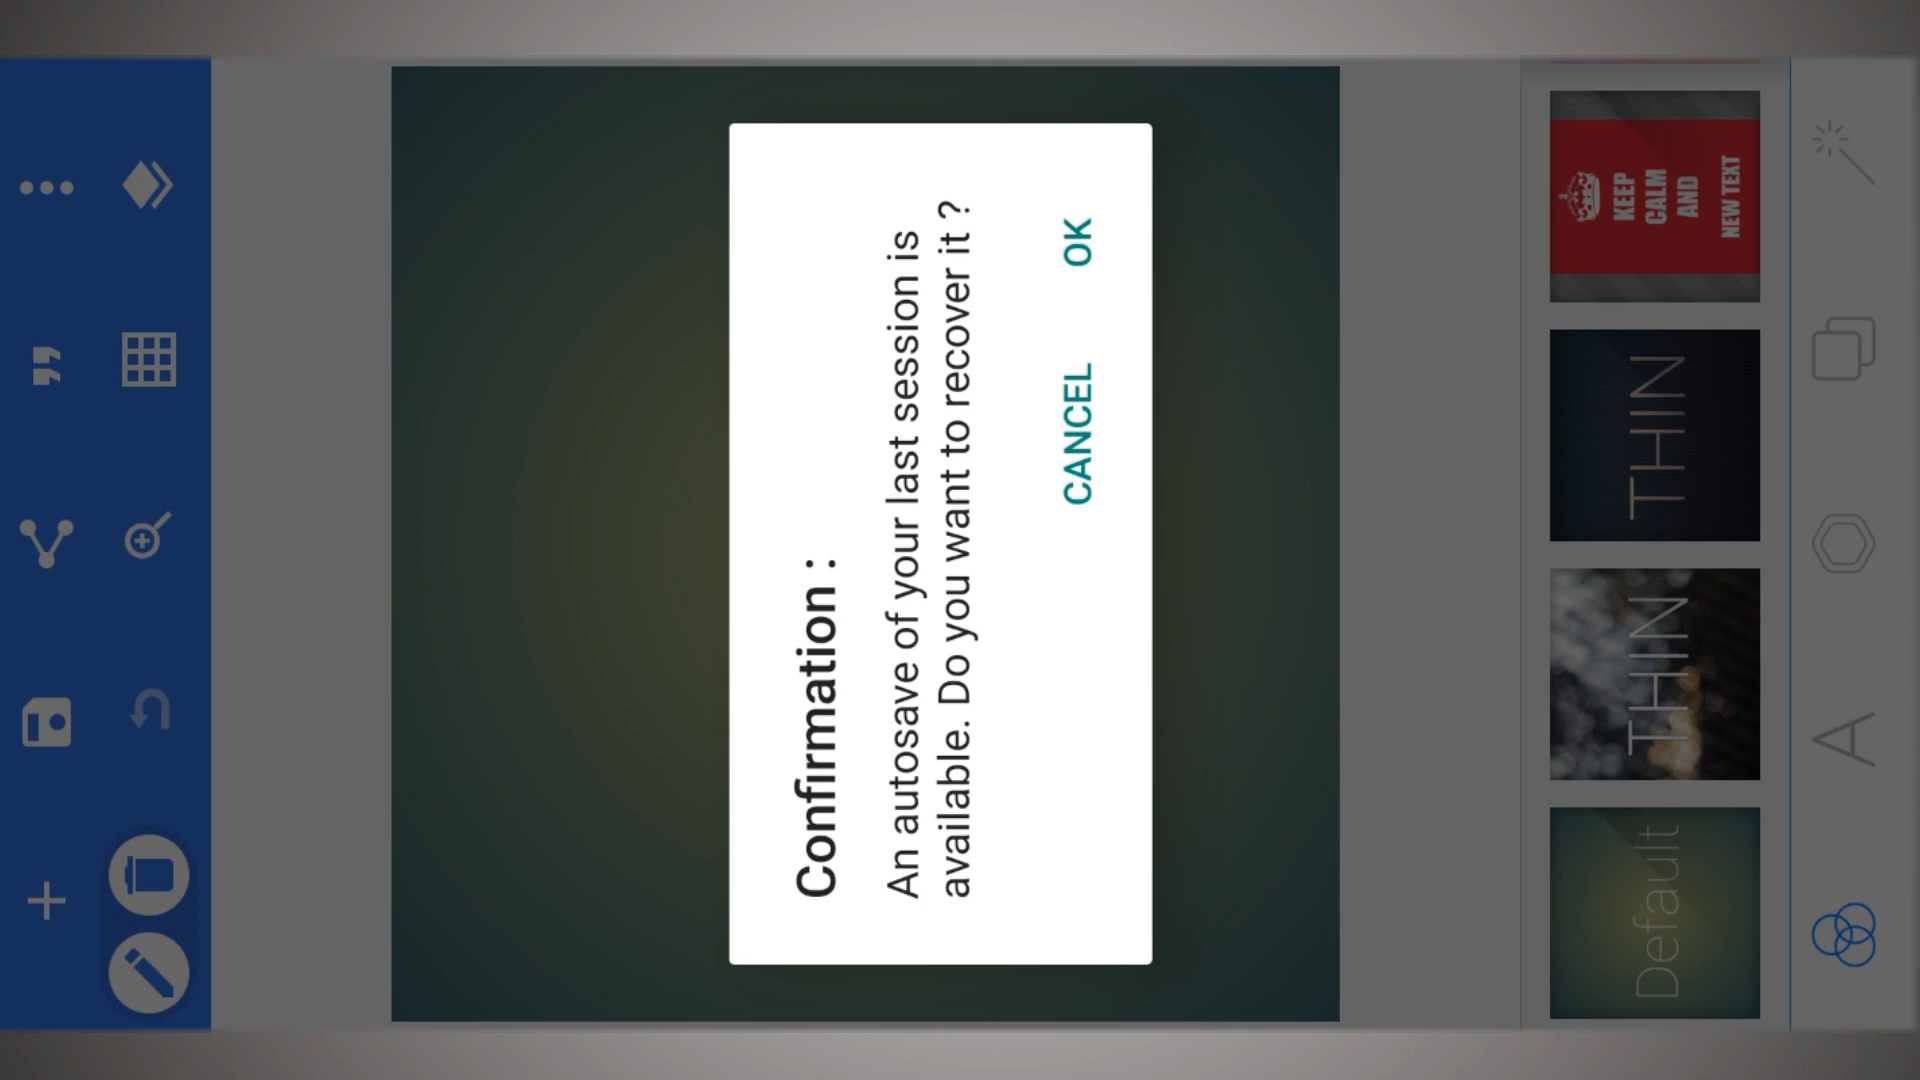 Confirmation :
An autosave of your last session is
available. Do you want to recover it ?
CANCEL OK
Default
THIN
THIN
KEEP
CALM
AND
NEW TEXT
A